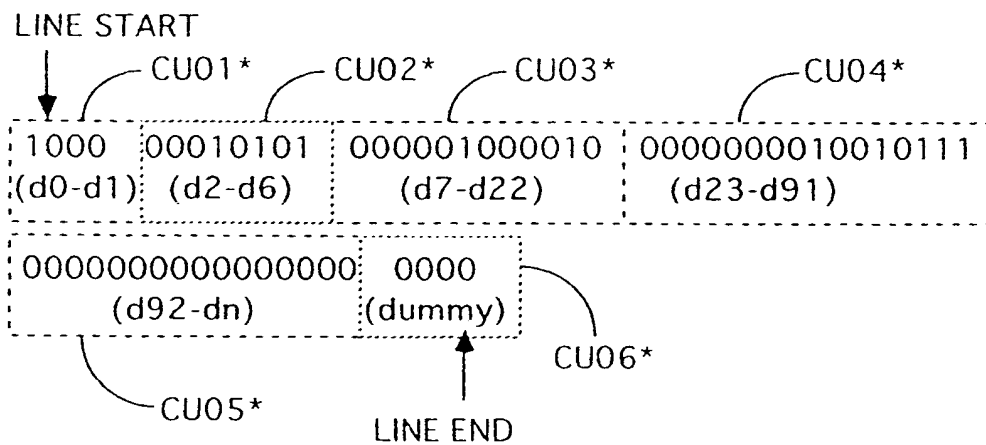 LINE START
CU01* CU02* CU03* CU04*
1000 00010101 000001000010 0000000010010111
(d0-d1) (d2-d6) (d7-d22) (d23-d91)
0000000000000000 0000
(d92-dn) (dummy)
CU06*
CU05*
LINE END